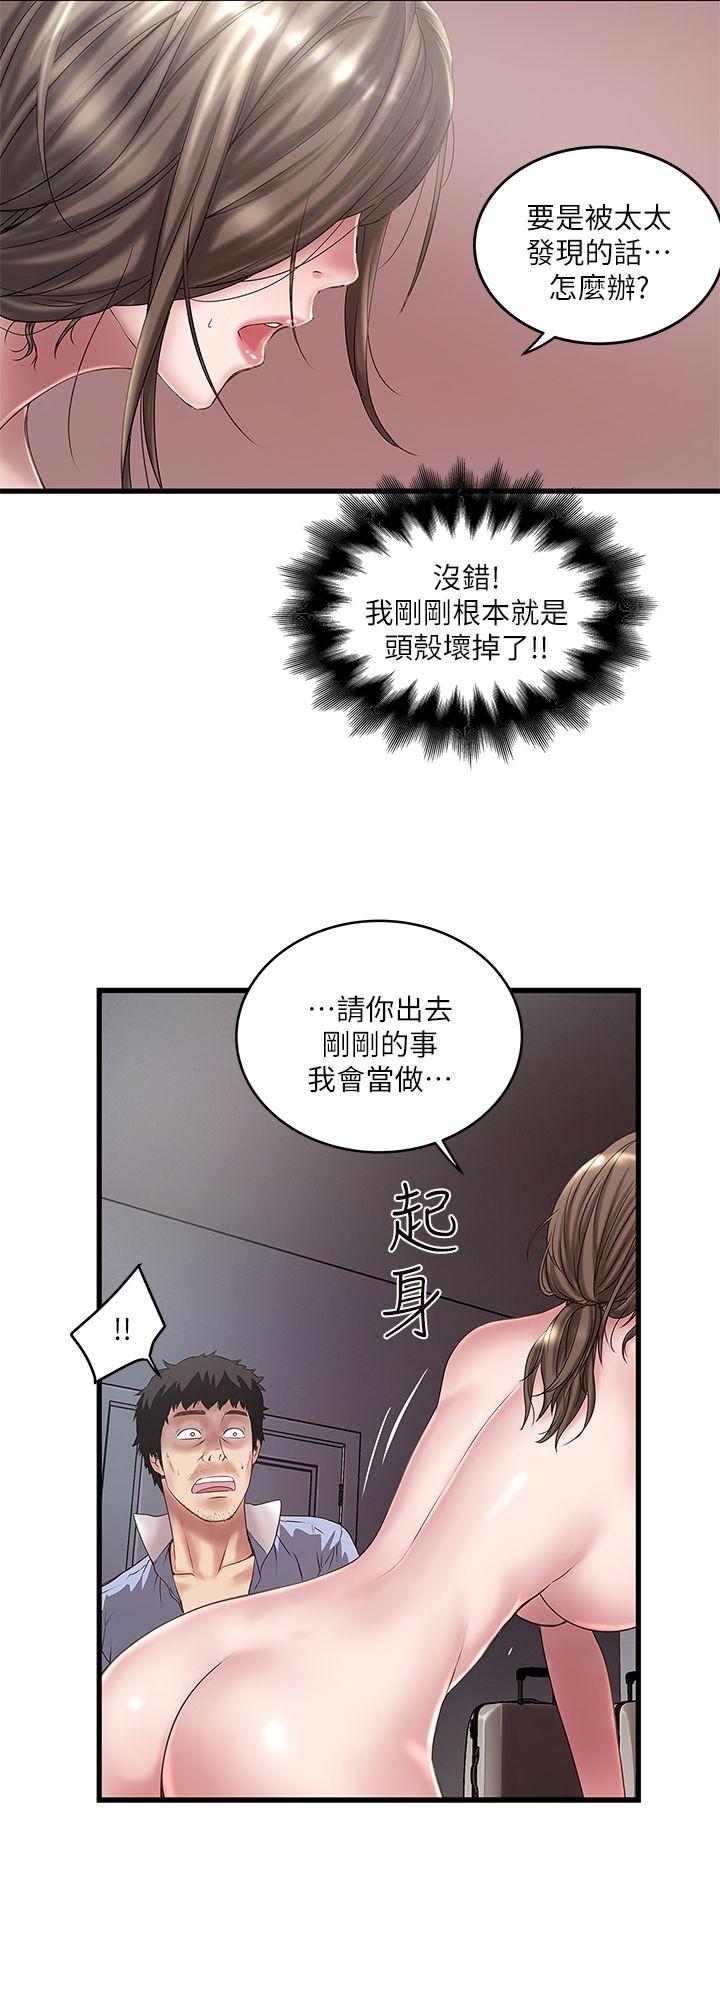 要是被太太
發現的話…
怎麼辦?
沒錯!
我剛剛根本就是
頭殼壞掉了!!
…請你出去
剛剛的事
我會當做…
起
身
!!